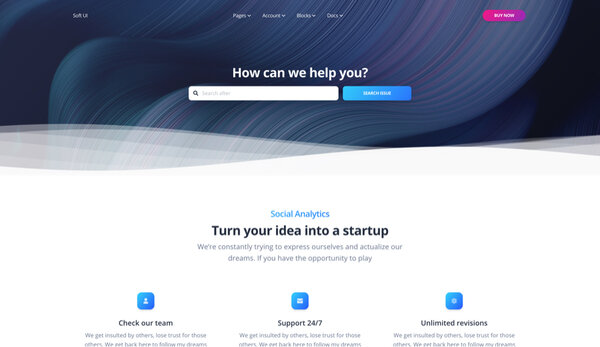 Soft UI
Pages
Account
Blocks
Docs
BUY NOW
How can we help you?
Search after
SEARCH ISSUE
Social Analytics
Turn your idea into a startup
We're constantly trying to express ourselves and actualize our
dreams. If you have the opportunity to play
Check our team
We get insulted by others, lose trust for those
others. We get back here to follow my dreams
Support 24/7
We get insulted by others, lose trust for those
others. We get back here to follow my dreams
Unlimited revisions
We get insulted by others, lose trust for those
others. We get back here to follow my dreams